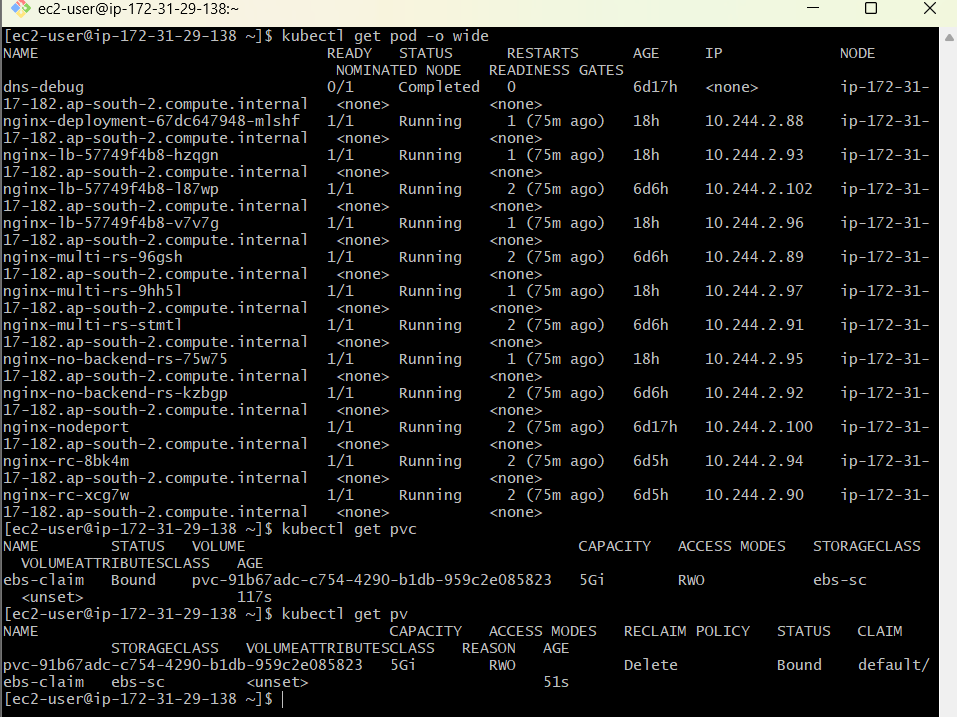 ec2-user@ip-172-31-29-138:~
[ec2-user@ip-172-31-29-138 ~]$ kubectl get pod -o wide
NAME                                READY   STATUS      RESTARTS      AGE     IP             NODE
                                     NOMINATED NODE   READINESS GATES
dns-debug                           0/1     Completed   0             6d17h   <none>         ip-172-31-
17-182.ap-south-2.compute.internal   <none>           <none>
nginx-deployment-67dc647948-mlshf   1/1     Running     1 (75m ago)   18h     10.244.2.88    ip-172-31-
17-182.ap-south-2.compute.internal   <none>           <none>
nginx-lb-57749f4b8-hzqgn            1/1     Running     1 (75m ago)   18h     10.244.2.93    ip-172-31-
17-182.ap-south-2.compute.internal   <none>           <none>
nginx-lb-57749f4b8-l87wp            1/1     Running     2 (75m ago)   6d6h    10.244.2.102   ip-172-31-
17-182.ap-south-2.compute.internal   <none>           <none>
nginx-lb-57749f4b8-v7v7g            1/1     Running     1 (75m ago)   18h     10.244.2.96    ip-172-31-
17-182.ap-south-2.compute.internal   <none>           <none>
nginx-multi-rs-96gsh                1/1     Running     2 (75m ago)   6d6h    10.244.2.89    ip-172-31-
17-182.ap-south-2.compute.internal   <none>           <none>
nginx-multi-rs-9hh5l                1/1     Running     1 (75m ago)   18h     10.244.2.97    ip-172-31-
17-182.ap-south-2.compute.internal   <none>           <none>
nginx-multi-rs-stmtl                1/1     Running     2 (75m ago)   6d6h    10.244.2.91    ip-172-31-
17-182.ap-south-2.compute.internal   <none>           <none>
nginx-no-backend-rs-75w75           1/1     Running     1 (75m ago)   18h     10.244.2.95    ip-172-31-
17-182.ap-south-2.compute.internal   <none>           <none>
nginx-no-backend-rs-kzbgp           1/1     Running     2 (75m ago)   6d6h    10.244.2.92    ip-172-31-
17-182.ap-south-2.compute.internal   <none>           <none>
nginx-nodeport                      1/1     Running     2 (75m ago)   6d17h   10.244.2.100   ip-172-31-
17-182.ap-south-2.compute.internal   <none>           <none>
nginx-rc-8bk4m                      1/1     Running     2 (75m ago)   6d5h    10.244.2.94    ip-172-31-
17-182.ap-south-2.compute.internal   <none>           <none>
nginx-rc-xcg7w                      1/1     Running     2 (75m ago)   6d5h    10.244.2.90    ip-172-31-
17-182.ap-south-2.compute.internal   <none>           <none>
[ec2-user@ip-172-31-29-138 ~]$ kubectl get pvc
NAME        STATUS   VOLUME                                     CAPACITY   ACCESS MODES   STORAGECLASS
  VOLUMEATTRIBUTESCLASS   AGE
ebs-claim   Bound    pvc-91b67adc-c754-4290-b1db-959c2e085823   5Gi        RWO            ebs-sc
  <unset>                 117s
[ec2-user@ip-172-31-29-138 ~]$ kubectl get pv
NAME                                       CAPACITY   ACCESS MODES   RECLAIM POLICY   STATUS   CLAIM
            STORAGECLASS   VOLUMEATTRIBUTESCLASS   REASON   AGE
pvc-91b67adc-c754-4290-b1db-959c2e085823   5Gi        RWO            Delete           Bound    default/
ebs-claim   ebs-sc         <unset>                          51s
[ec2-user@ip-172-31-29-138 ~]$